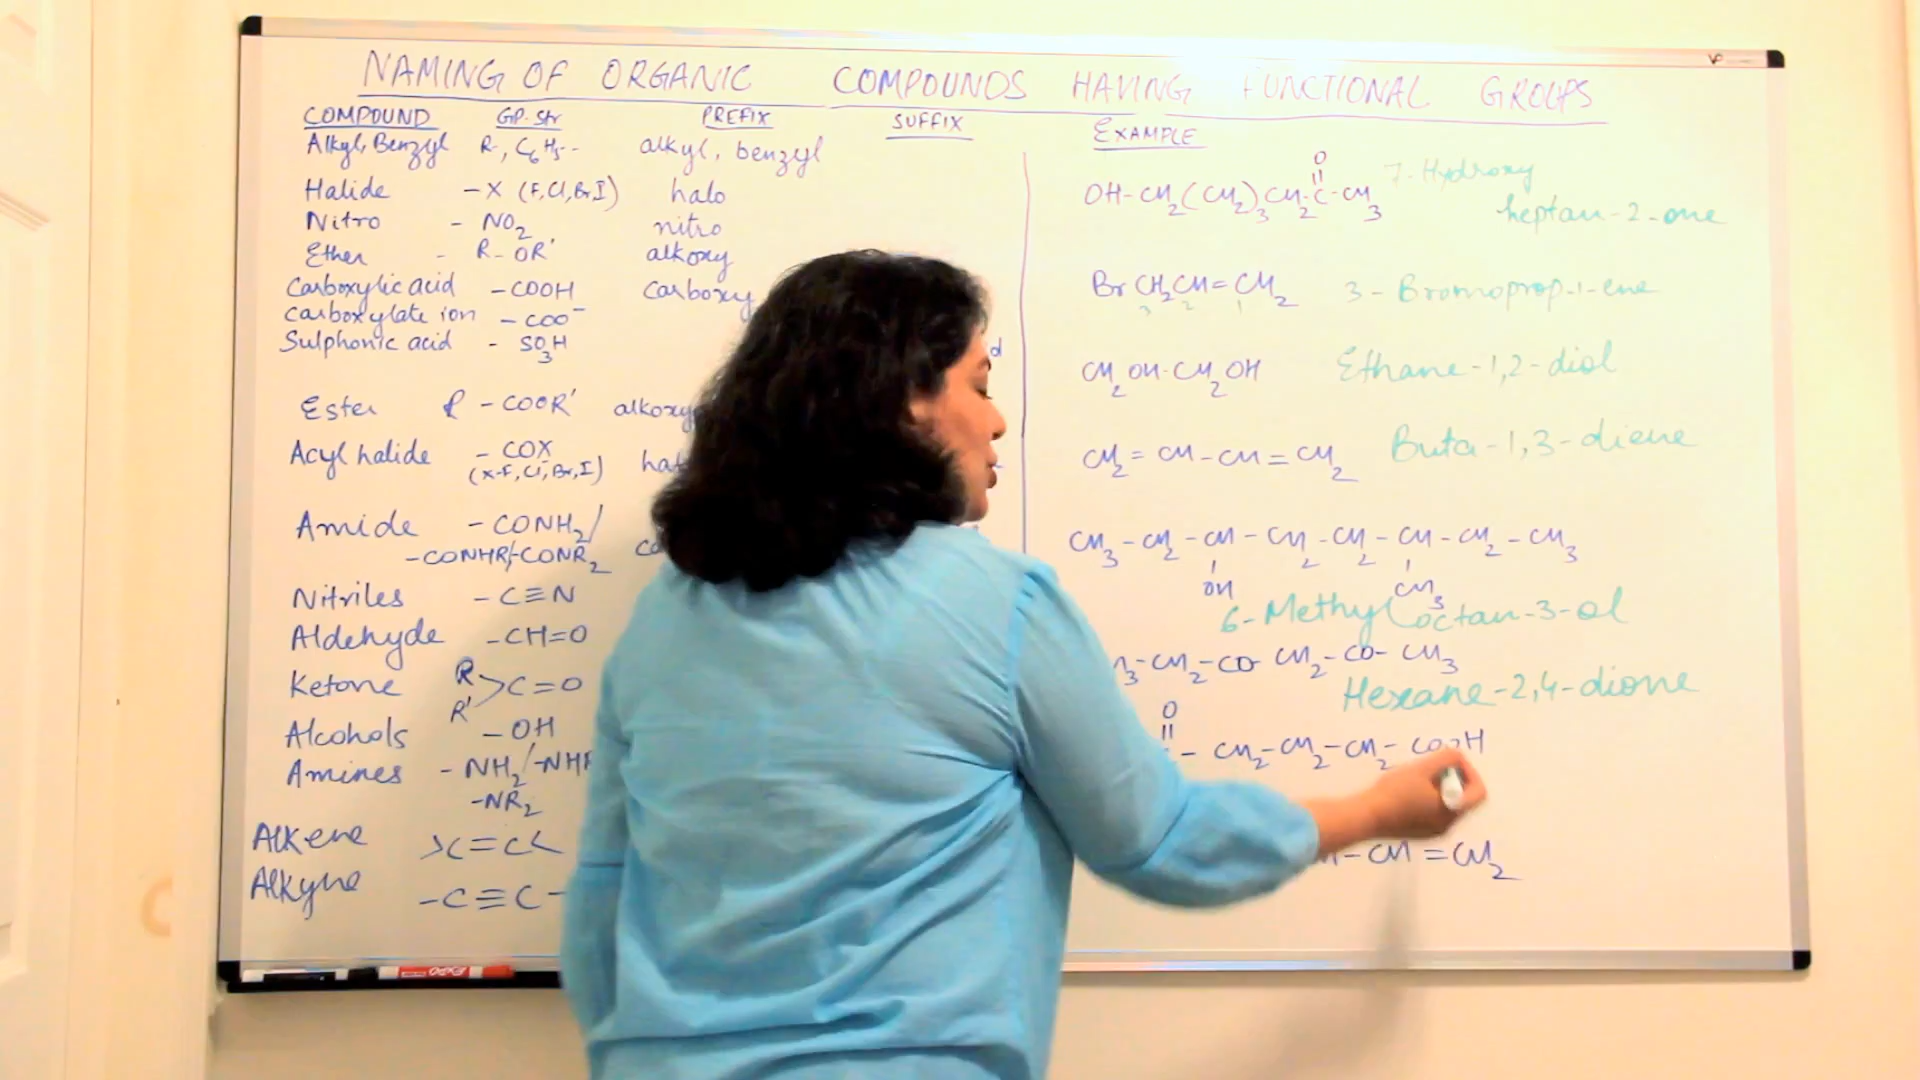 NAMING OF ORGANIC COMPOUNDS HAVING FUNCTIONAL GROUPS
COMPOUND GP. Str PREFIX SUFFIX EXAMPLE
Alkyl, Benzyl R-, C6H5- alkyl, benzyl
Halide -X (F, Cl, Br, I) halo
Nitro - NO2 nitro
Ether - R-OR' alkoxy
Carboxylic acid -COOH carboxy
Carboxylate ion -COO-
Sulphonic acid - SO3H
Ester R -COOR' alkoxy
Acyl halide -COX
(X-F, Cl, Br, I)
Amide -CONH2/
-CONHR/-CONR2
Nitriles -C≡N
Aldehyde -CH=O
Ketone R R' >C=O
Alcohols -OH
Amines -NH2/-NHR
-NR2
Alkene >C=C<
Alkyne -C≡C-
O
||
OH-CH2(CH2)3CH2-C-CH3 7-Hydroxy
heptan-2-one
BrCH2CH=CH2 3-Bromoprop-1-ene
3 2 1
CH2OH-CH2OH Ethane-1,2-diol
CH2=CH-CH=CH2 Buta-1,3-diene
CH3-CH2-CH-CH2-CH2-CH-CH2-CH3
OH CH3
6-Methyl octan-3-ol
3-CH2-CO-CH2-CO-CH3
Hexane-2,4-dione
O
||
- CH2-CH2-CH2-COOH
-CH=CH2